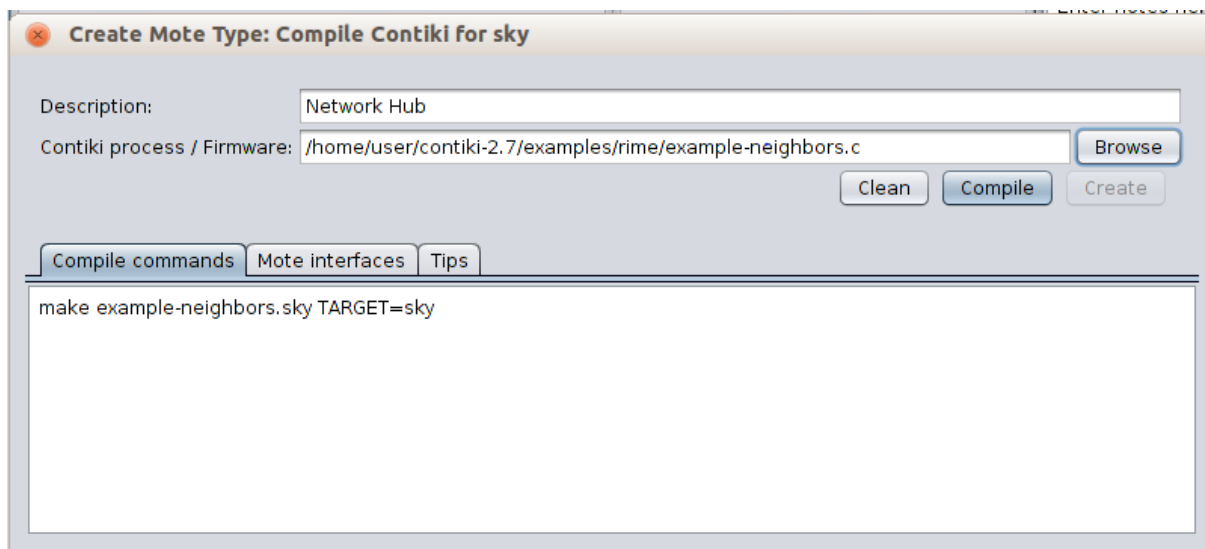 Create Mote Type: Compile Contiki for sky
Description: Network Hub
Contiki process / Firmware: /home/user/contiki-2.7/examples/rime/example-neighbors.c Browse
Clean Compile Create
Compile commands Mote interfaces Tips
make example-neighbors.sky TARGET=sky